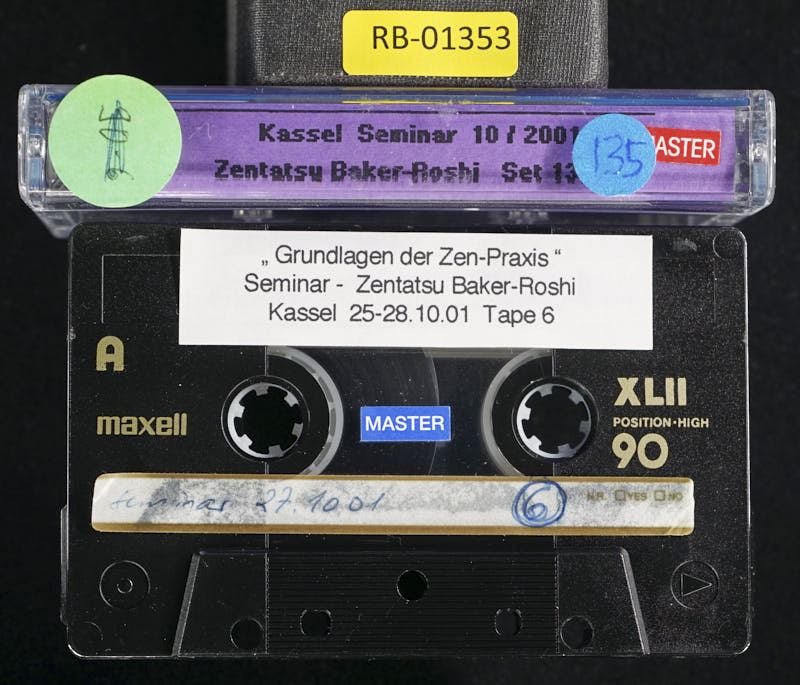 RB-01353
Kassel Seminar 10 / 2001
Zentatsu Baker-Roshi Set 13
135
MASTER
„ Grundlagen der Zen-Praxis “
Seminar - Zentatsu Baker-Roshi
Kassel 25-28.10.01 Tape 6
A
maxell
MASTER
XLII
POSITION·HIGH
90
Seminar 27.10.01
6
N.R. YES NO